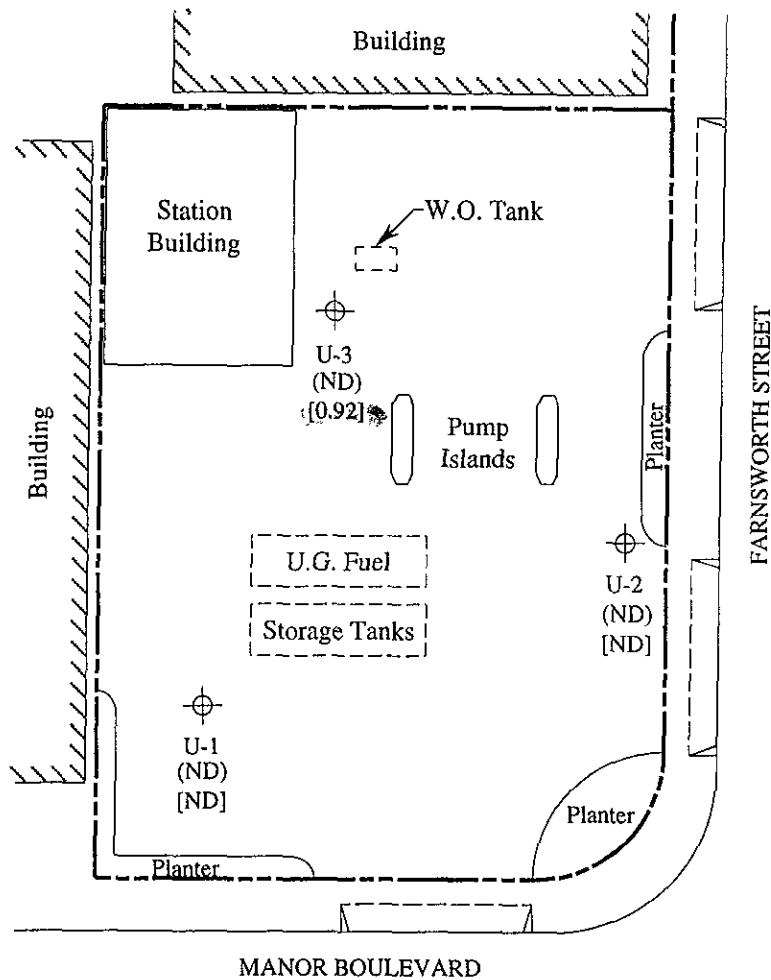 Building
Station
Building
W.O. Tank
U-3
(ND)
[0.92]
Building
Pump
Islands
Planter
FARNSWORTH STREET
U.G. Fuel
Storage Tanks
U-2
(ND)
[ND]
U-1
(ND)
[ND]
Planter
Planter
MANOR BOULEVARD